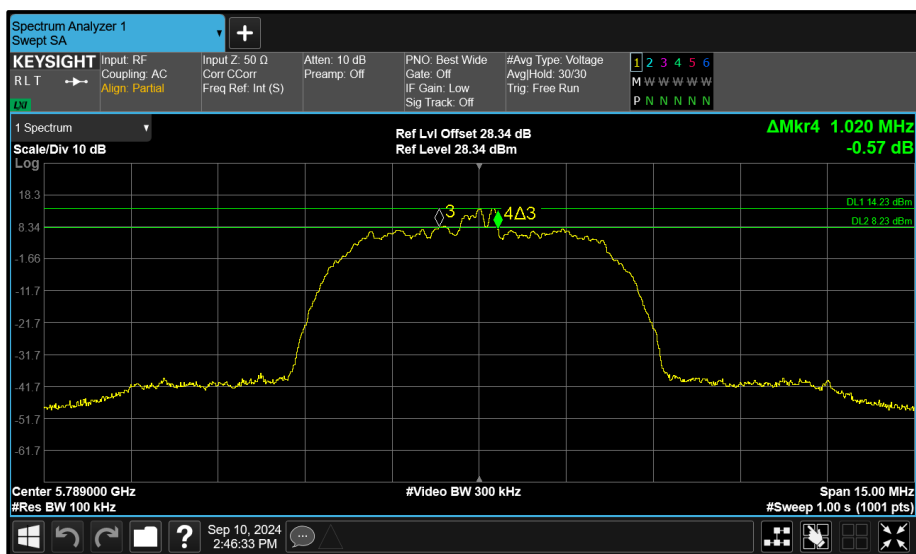 Spectrum Analyzer 1
Swept SA
+
KEYSIGHT
R L T
LXI
Input: RF
Coupling: AC
Align: Partial
Input Z: 50 Ω
Corr CCorr
Freq Ref: Int (S)
Atten: 10 dB
Preamp: Off
PNO: Best Wide
Gate: Off
IF Gain: Low
Sig Track: Off
#Avg Type: Voltage
Avg|Hold: 30/30
Trig: Free Run
1 2 3 4 5 6
M W W W W W
P N N N N N
1 Spectrum
Scale/Div 10 dB
Ref Lvl Offset 28.34 dB
Ref Level 28.34 dBm
ΔMkr4 1.020 MHz
-0.57 dB
Log
18.3
8.34
-1.66
-11.7
-21.7
-31.7
-41.7
-51.7
-61.7
3
4Δ3
DL1 14.23 dBm
DL2 8.23 dBm
Center 5.789000 GHz
#Res BW 100 kHz
#Video BW 300 kHz
Span 15.00 MHz
#Sweep 1.00 s (1001 pts)
?
Sep 10, 2024
2:46:33 PM